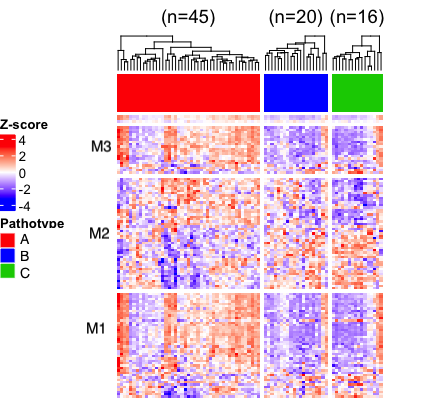 (n=45) (n=20) (n=16)
Z-score
4
2
0
-2
-4
Pathotype
A
B
C
M3
M2
M1